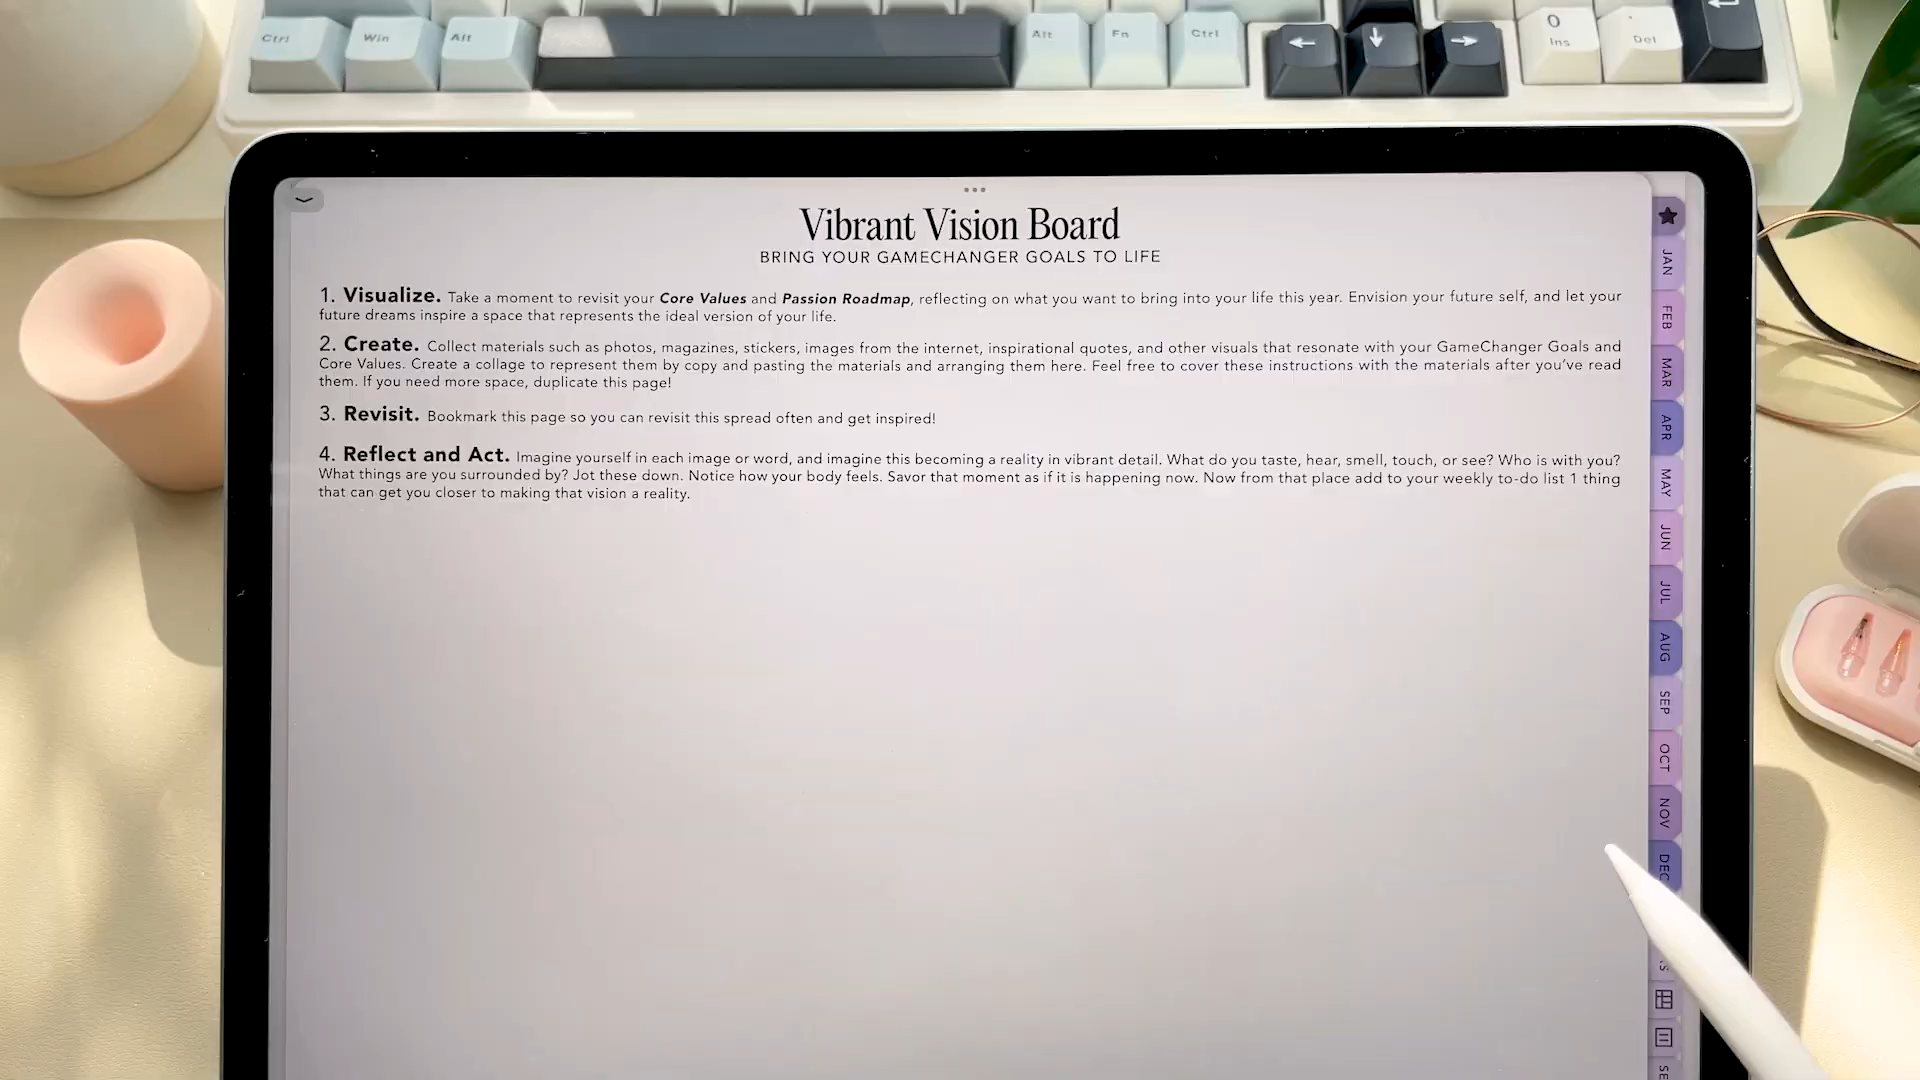 Ctrl Win Alt Alt Fn Ctrl 0 Ins . Del
Vibrant Vision Board
BRING YOUR GAMECHANGER GOALS TO LIFE
1. Visualize. Take a moment to revisit your Core Values and Passion Roadmap, reflecting on what you want to bring into your life this year. Envision your future self, and let your
future dreams inspire a space that represents the ideal version of your life.
2. Create. Collect materials such as photos, magazines, stickers, images from the internet, inspirational quotes, and other visuals that resonate with your GameChanger Goals and
Core Values. Create a collage to represent them by copy and pasting the materials and arranging them here. Feel free to cover these instructions with the materials after you've read
them. If you need more space, duplicate this page!
3. Revisit. Bookmark this page so you can revisit this spread often and get inspired!
4. Reflect and Act. Imagine yourself in each image or word, and imagine this becoming a reality in vibrant detail. What do you taste, hear, smell, touch, or see? Who is with you?
What things are you surrounded by? Jot these down. Notice how your body feels. Savor that moment as if it is happening now. Now from that place add to your weekly to-do list 1 thing
that can get you closer to making that vision a reality.
JAN
FEB
MAR
APR
MAY
JUN
JUL
AUG
SEP
OCT
NOV
DEC